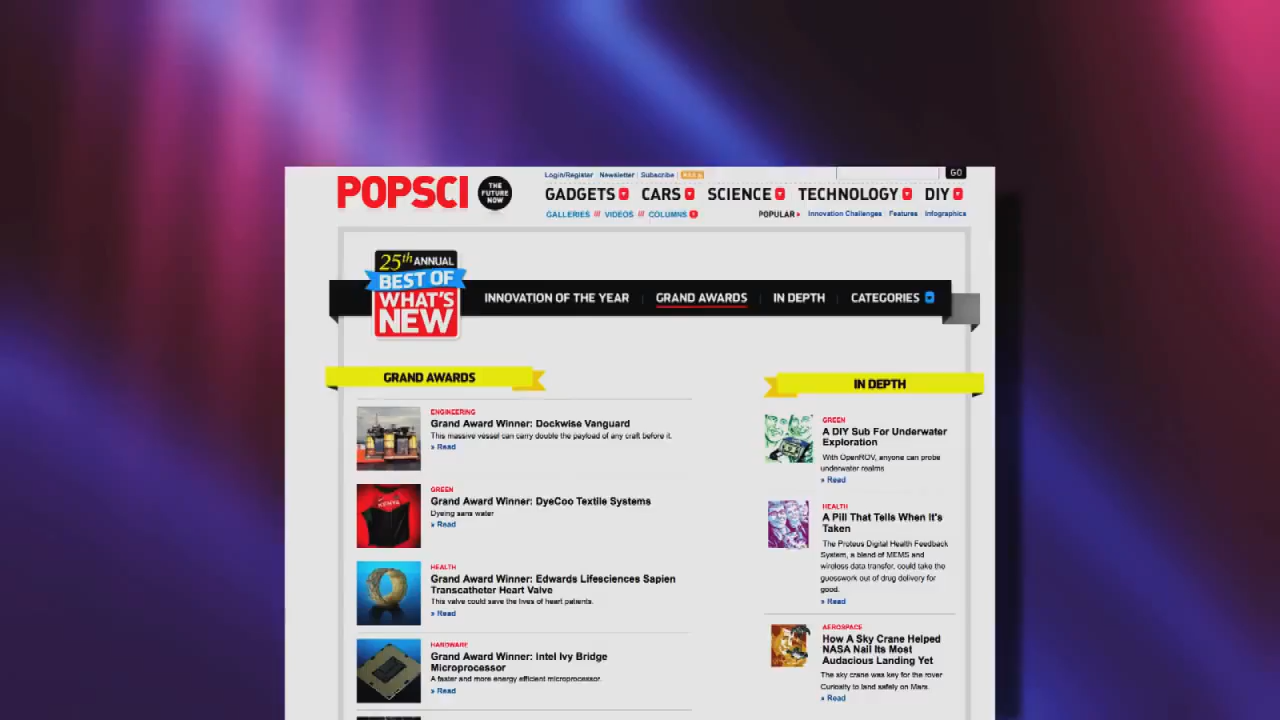 Login/Register Newsletter Subscribe RSS
GO
POPSCI
THE
FUTURE
NOW
GADGETS CARS SCIENCE TECHNOLOGY DIY
GALLERIES /// VIDEOS /// COLUMNS
POPULAR Innovation Challenges Features Infographics
25th ANNUAL
BEST OF
WHAT'S
NEW
INNOVATION OF THE YEAR GRAND AWARDS IN DEPTH CATEGORIES
GRAND AWARDS
ENGINEERING
Grand Award Winner: Dockwise Vanguard
This massive vessel can carry double the payload of any craft before it.
» Read
GREEN
Grand Award Winner: DyeCoo Textile Systems
Dyeing sans water
» Read
KENYA
HEALTH
Grand Award Winner: Edwards Lifesciences Sapien
Transcatheter Heart Valve
This valve could save the lives of heart patients.
» Read
HARDWARE
Grand Award Winner: Intel Ivy Bridge
Microprocessor
A faster and more energy efficient microprocessor.
» Read
IN DEPTH
GREEN
A DIY Sub For Underwater
Exploration
With OpenROV, anyone can probe
underwater realms
» Read
HEALTH
A Pill That Tells When It's
Taken
The Proteus Digital Health Feedback
System, a blend of MEMS and
wireless data transfer, could take the
guesswork out of drug delivery for
good.
» Read
AEROSPACE
How A Sky Crane Helped
NASA Nail Its Most
Audacious Landing Yet
The sky crane was key for the rover
Curiosity to land safely on Mars.
» Read